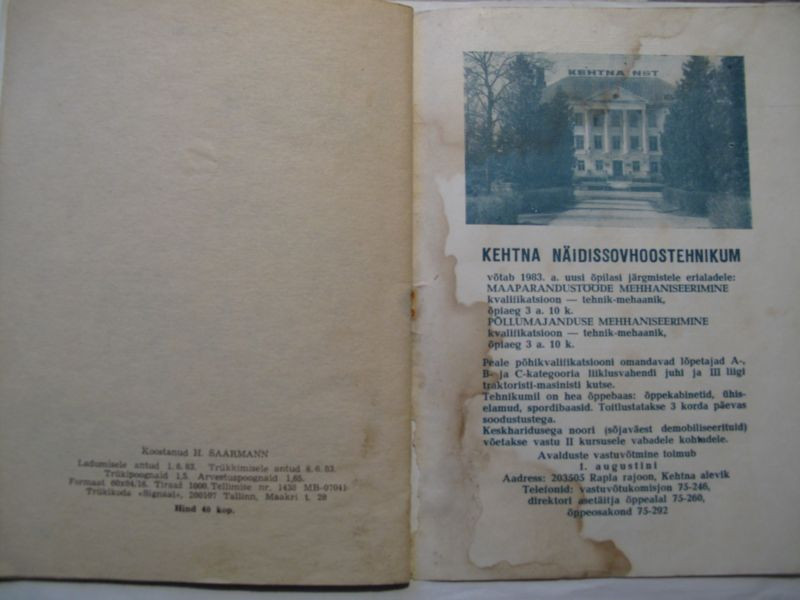 Koostanud H. SAARMANN
Ladumisele antud 1. 6. 83. Trükkimisele antud 8. 6. 83.
Trükipoognaid 1,5. Arvestuspoognaid 1,65.
Formaat 60x84/16. Tiraaž 1000. Tellimise nr. 1433 MB-07041
Trükikoda «Signaal», 200107 Tallinn, Maakri t. 28
Hind 40 kop.
KEHTNA NST
KEHTNA NÄIDISSOVHOOSTEHNIKUM
võtab 1983. a. uusi õpilasi järgmistele erialadele:
MAAPARANDUSTÖÖDE MEHHANISEERIMINE
kvalifikatsioon — tehnik-mehaanik,
õpiaeg 3 a. 10 k.
PÕLLUMAJANDUSE MEHHANISEERIMINE
kvalifikatsioon — tehnik-mehaanik,
õpiaeg 3 a. 10 k.
Peale põhikvalifikatsiooni omandavad lõpetajad A-,
B- ja C-kategooria liiklusvahendi juhi ja III liigi
traktoristi-masinisti kutse.
Tehnikumil on hea õppebaas: õppekabinetid, ühis-
elamud, spordibaasid. Toitlustatakse 3 korda päevas
soodustustega.
Keskharidusega noori (sõjaväest demobiliseerituid)
võetakse vastu II kursusele vabadele kohtadele.
Avalduste vastuvõtmine toimub
1. augustini
Aadress: 203505 Rapla rajoon, Kehtna alevik
Telefonid: vastuvõtukomisjon 75-246,
direktori asetäitja õppealal 75-260,
õppeosakond 75-292